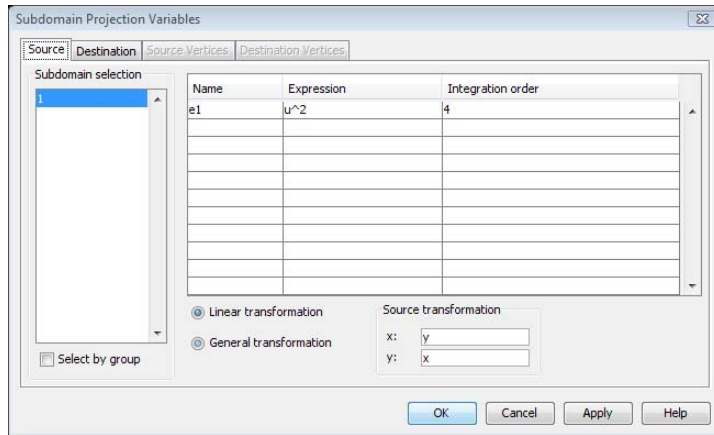 Subdomain Projection Variables
Source Destination Source Vertices Destination Vertices
Subdomain selection
1
Name Expression Integration order
e1 u^2 4
Linear transformation
General transformation
Source transformation
x: y
y: x
Select by group
OK Cancel Apply Help